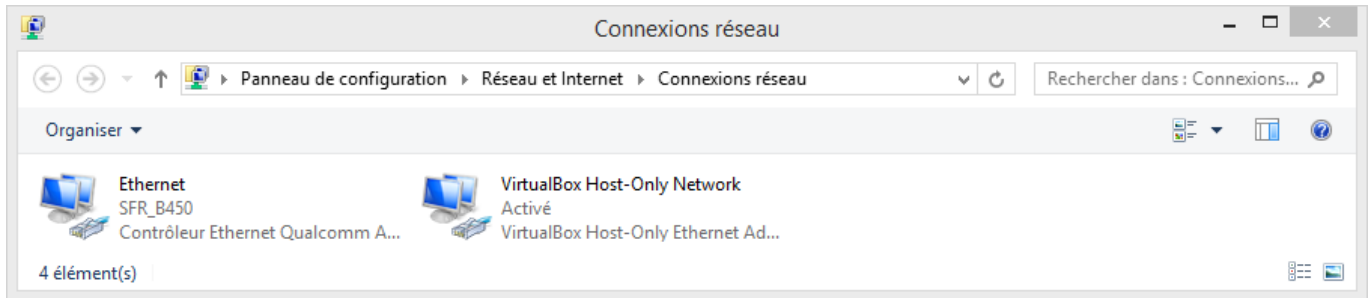 Connexions réseau
Panneau de configuration Réseau et Internet Connexions réseau
Rechercher dans : Connexions...
Organiser
Ethernet
SFR_B450
Contrôleur Ethernet Qualcomm A...
VirtualBox Host-Only Network
Activé
VirtualBox Host-Only Ethernet Ad...
4 élément(s)